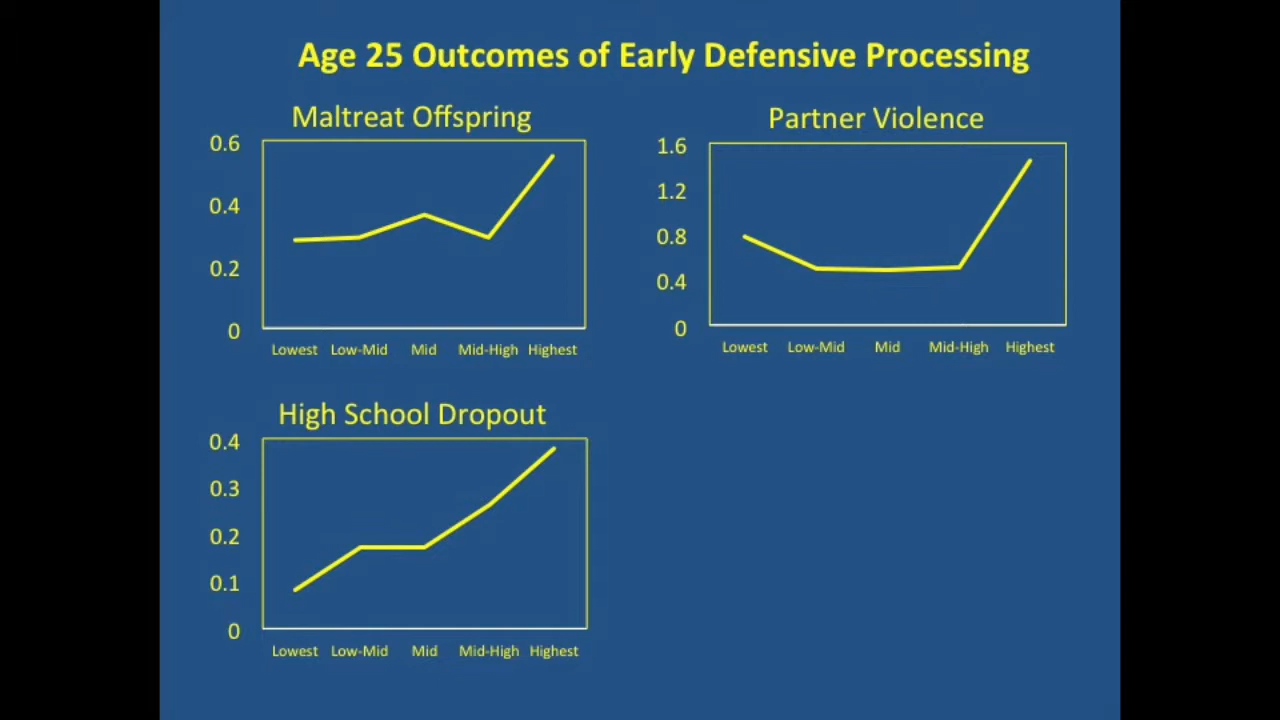 Age 25 Outcomes of Early Defensive Processing
Maltreat Offspring
0.6
0.4
0.2
0
Lowest Low-Mid Mid Mid-High Highest
Partner Violence
1.6
1.2
0.8
0.4
0
Lowest Low-Mid Mid Mid-High Highest
High School Dropout
0.4
0.3
0.2
0.1
0
Lowest Low-Mid Mid Mid-High Highest